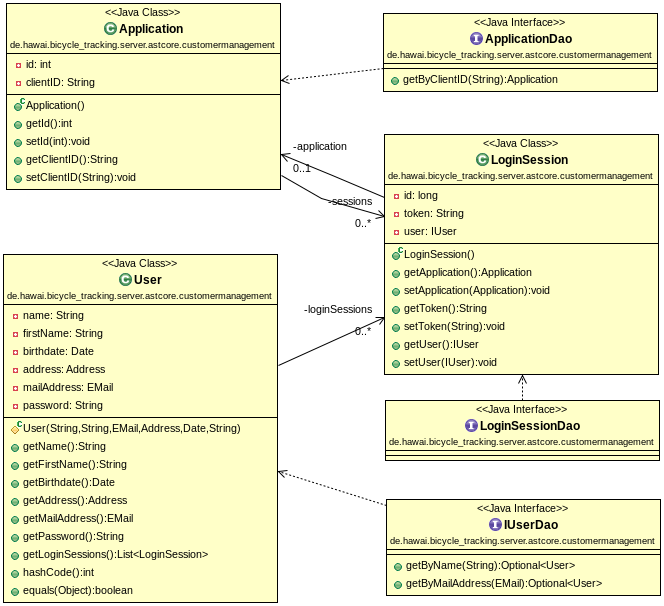 <<Java Class>>
Application
de.hawai.bicycle_tracking.server.astcore.customermanagement
id: int
clientID: String
Application()
getId():int
setId(int):void
getClientID():String
setClientID(String):void
<<Java Interface>>
ApplicationDao
de.hawai.bicycle_tracking.server.astcore.customermanagement
getByClientID(String):Application
-application
0..1
-sessions
0..*
<<Java Class>>
LoginSession
de.hawai.bicycle_tracking.server.astcore.customermanagement
id: long
token: String
user: IUser
LoginSession()
getApplication():Application
setApplication(Application):void
getToken():String
setToken(String):void
getUser():IUser
setUser(IUser):void
<<Java Class>>
User
de.hawai.bicycle_tracking.server.astcore.customermanagement
name: String
firstName: String
birthdate: Date
address: Address
mailAddress: EMail
password: String
User(String,String,EMail,Address,Date,String)
getName():String
getFirstName():String
getBirthdate():Date
getAddress():Address
getMailAddress():EMail
getPassword():String
getLoginSessions():List<LoginSession>
hashCode():int
equals(Object):boolean
-loginSessions
0..*
<<Java Interface>>
LoginSessionDao
de.hawai.bicycle_tracking.server.astcore.customermanagement
<<Java Interface>>
IUserDao
de.hawai.bicycle_tracking.server.astcore.customermanagement
getByName(String):Optional<User>
getByMailAddress(EMail):Optional<User>